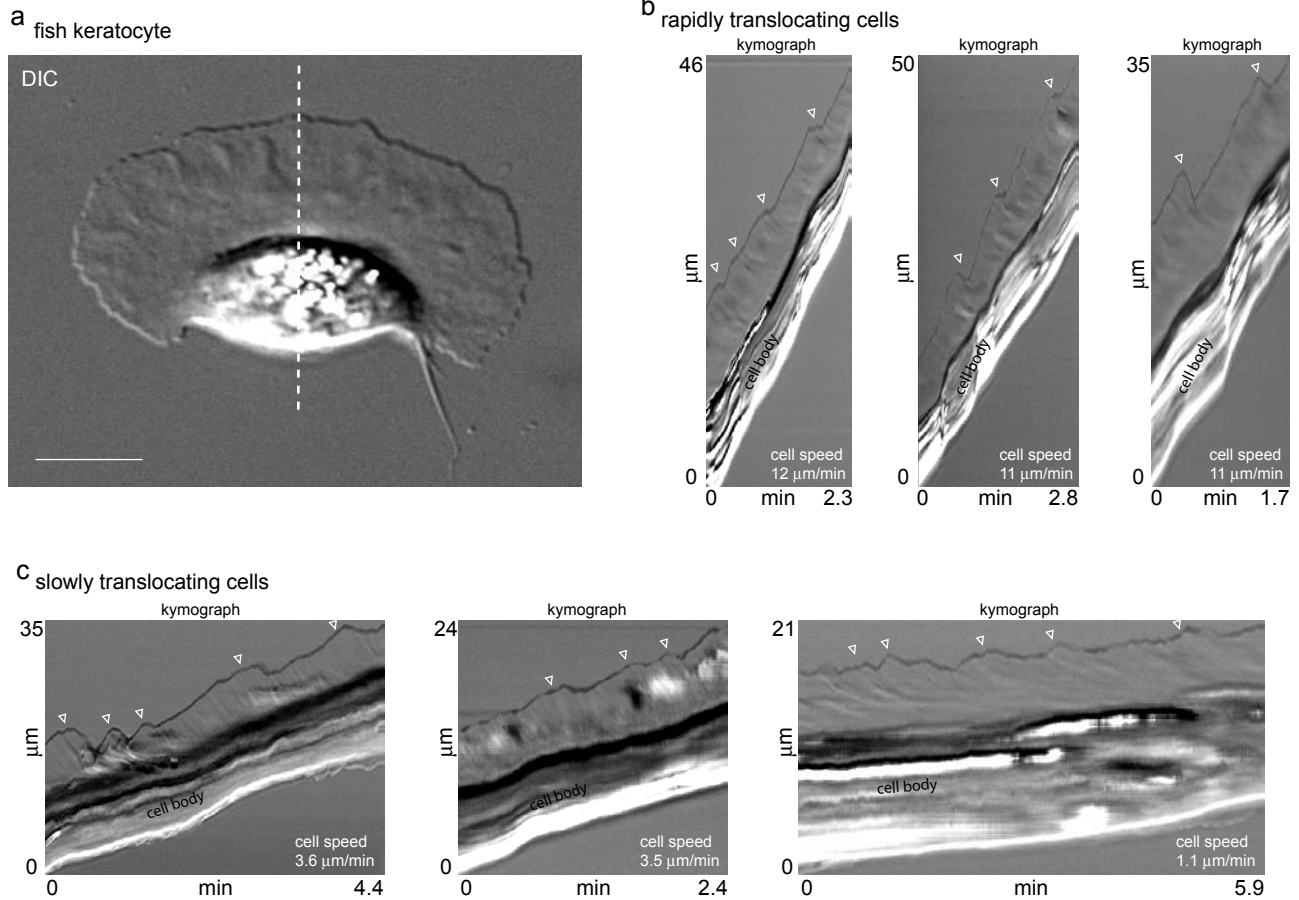 a fish keratocyte
DIC
b rapidly translocating cells
kymograph
46
μm
0
cell body
cell speed
12 μm/min
0 min 2.3
kymograph
50
μm
0
cell body
cell speed
11 μm/min
0 min 2.8
kymograph
35
μm
0
cell body
cell speed
11 μm/min
0 min 1.7
c slowly translocating cells
kymograph
35
μm
0
cell body
cell speed
3.6 μm/min
0 min 4.4
kymograph
24
μm
0
cell body
cell speed
3.5 μm/min
0 min 2.4
kymograph
21
μm
0
cell body
cell speed
1.1 μm/min
0 min 5.9